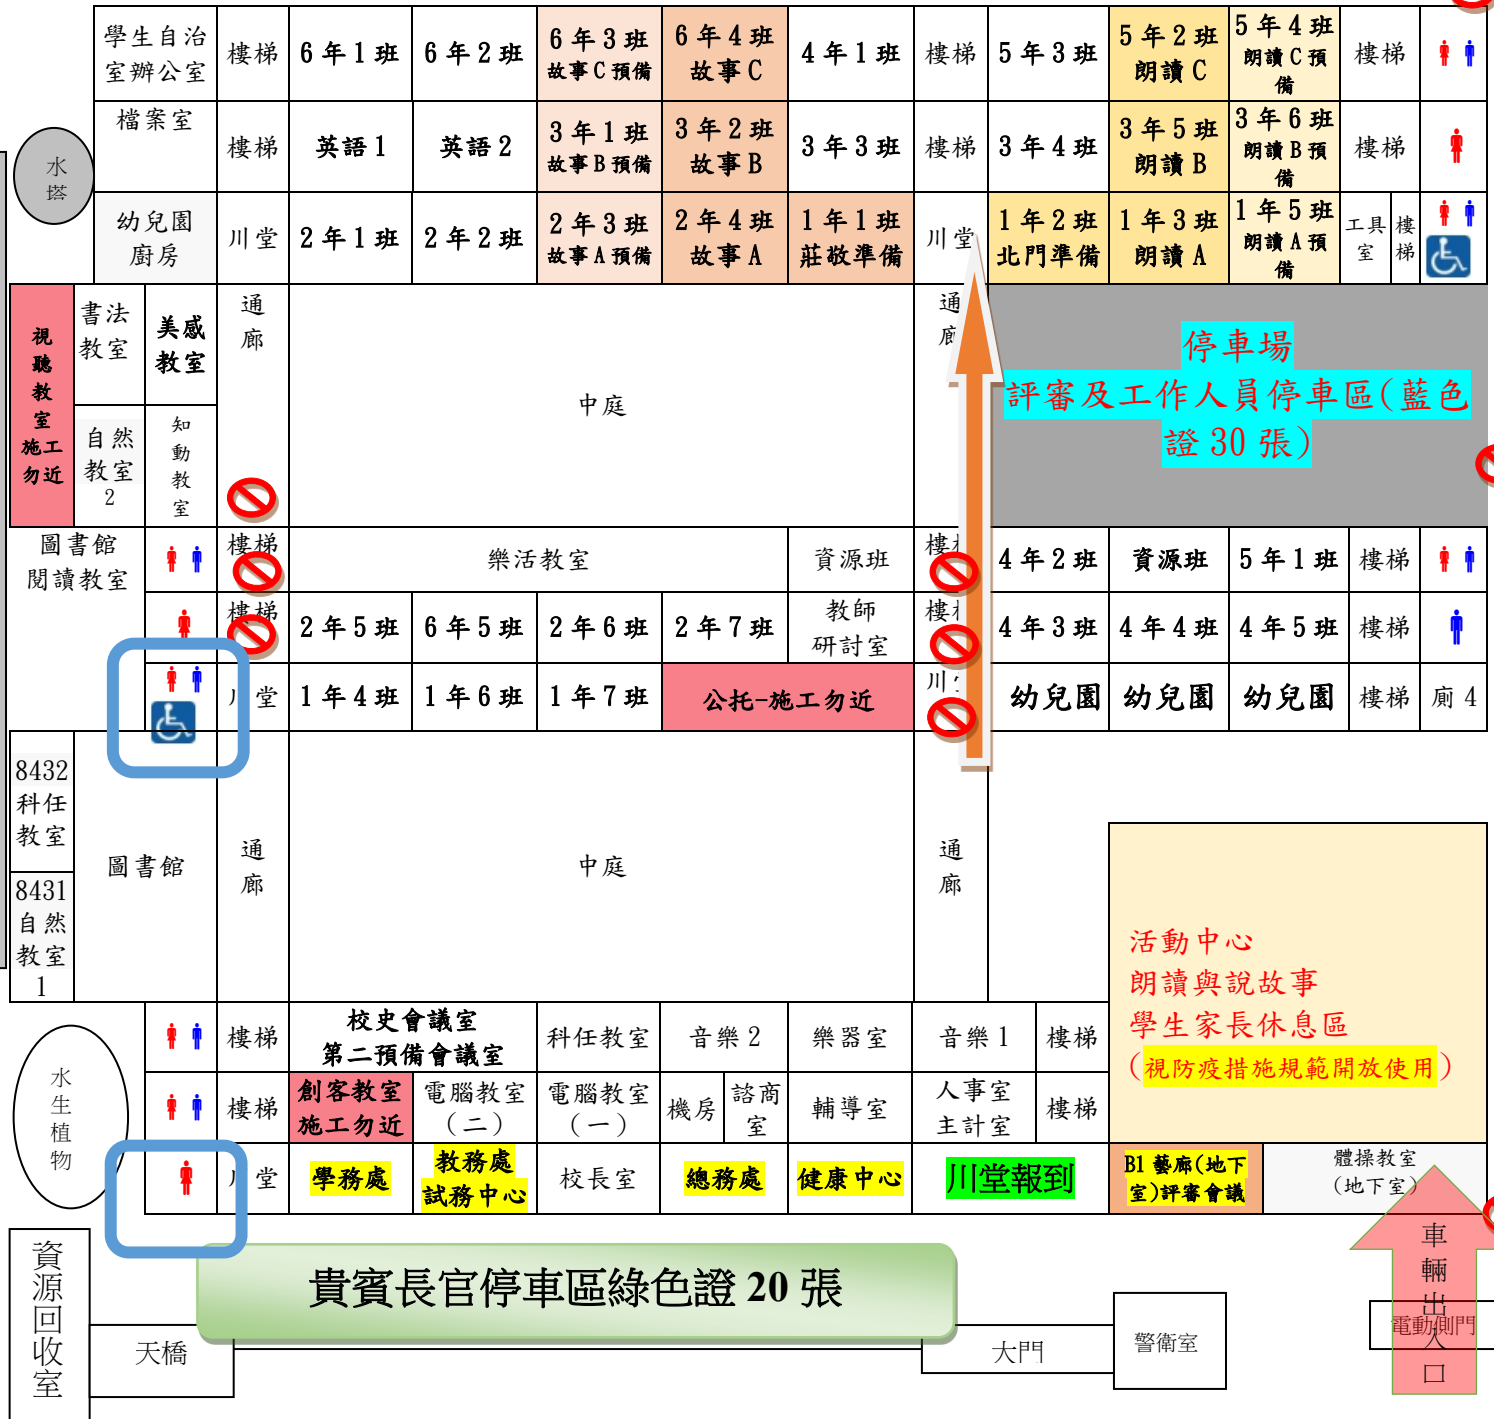 學生自治
室辦公室
樓梯
6年1班
6年2班
6年3班
故事C預備
6年4班
故事C
4年1班
樓梯
5年3班
5年2班
朗讀C
5年4班
朗讀C預
備
樓梯
檔案室
樓梯
英語1
英語2
3年1班
故事B預備
3年2班
故事B
3年3班
樓梯
3年4班
3年5班
朗讀B
3年6班
朗讀B預
備
樓梯
水
塔
幼兒園
廚房
川堂
2年1班
2年2班
2年3班
故事A預備
2年4班
故事A
1年1班
莊敬準備
川堂
1年2班
北門準備
1年3班
朗讀A
1年5班
朗讀A預
備
工具
室
樓
梯
視
聽
教
室
施工
勿近
書法
教室
美感
教室
自然
教室
2
知
動
教
室
通
廊
中庭
通
廊
停車場
評審及工作人員停車區(藍色
證30張)
圖書館
閱讀教室
樓梯
樂活教室
資源班
樓梯
4年2班
資源班
5年1班
樓梯
樓梯
2年5班
6年5班
2年6班
2年7班
教師
研討室
樓梯
4年3班
4年4班
4年5班
樓梯
川堂
1年4班
1年6班
1年7班
公托-施工勿近
川堂
幼兒園
幼兒園
幼兒園
樓梯
廁4
8432
科任
教室
8431
自然
教室
1
圖書館
通
廊
中庭
通
廊
活動中心
朗讀與說故事
學生家長休息區
(視防疫措施規範開放使用)
樓梯
校史會議室
第二預備會議室
科任教室
音樂2
樂器室
音樂1
樓梯
水
生
植
物
樓梯
創客教室
施工勿近
電腦教室
(二)
電腦教室
(一)
機房
諮商
室
輔導室
人事室
主計室
樓梯
川堂
學務處
教務處
試務中心
校長室
總務處
健康中心
川堂報到
B1藝廊(地下
室)評審會議
體操教室
(地下室)
資
源
回
收
室
貴賓長官停車區綠色證20張
天橋
大門
警衛室
電動側門
車
輛
出
入
口